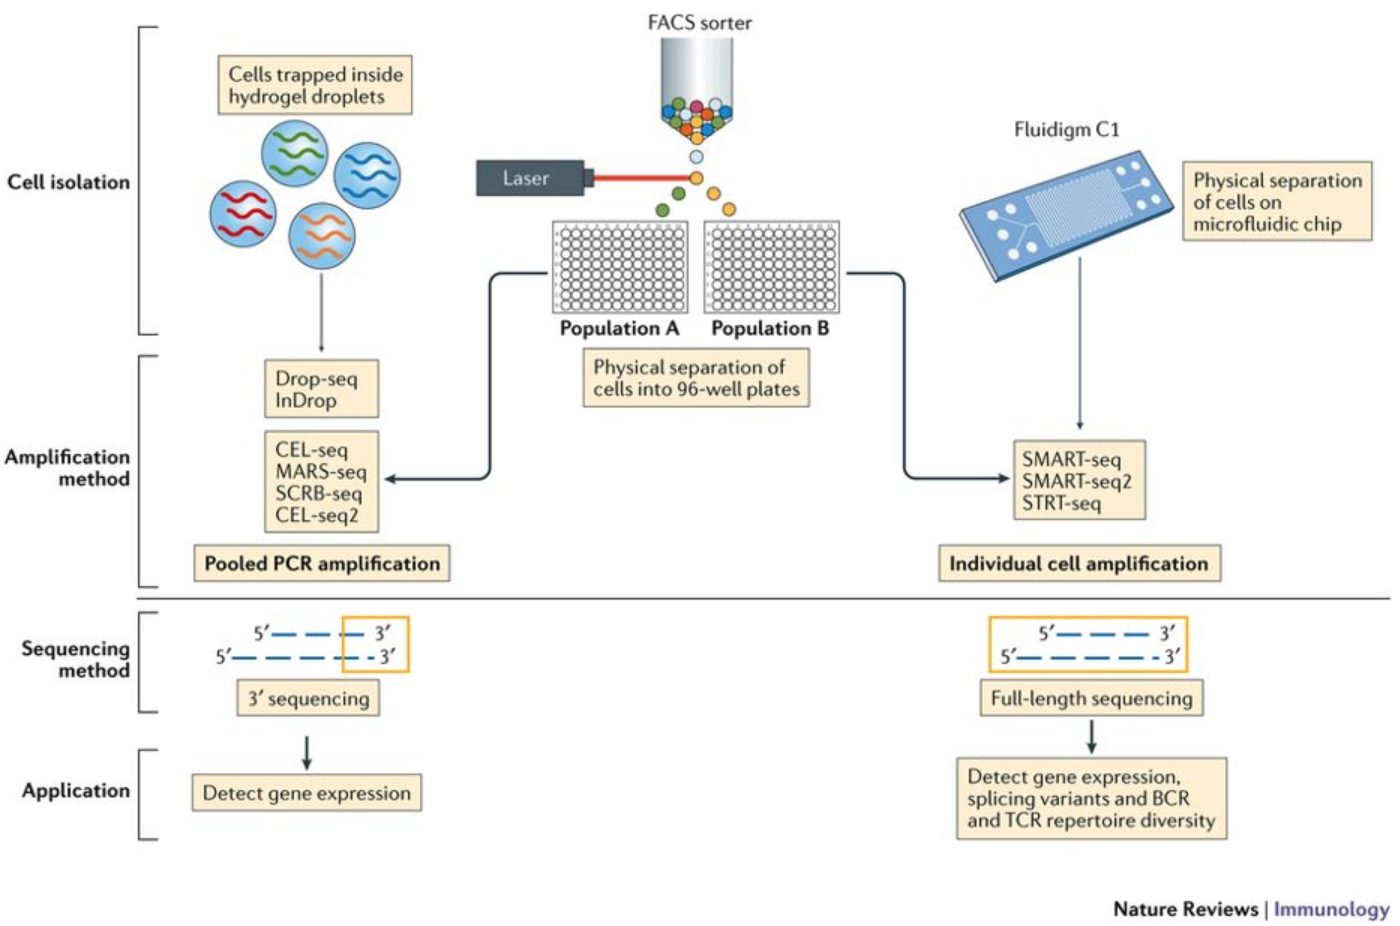 FACS sorter
Cells trapped inside
hydrogel droplets
Fluidigm C1
Cell isolation
Laser
Physical separation
of cells on
microfluidic chip
Population A
Population B
Physical separation of
cells into 96-well plates
Drop-seq
InDrop
Amplification
method
CEL-seq
MARS-seq
SCRB-seq
CEL-seq2
SMART-seq
SMART-seq2
STRT-seq
Pooled PCR amplification
Individual cell amplification
Sequencing
method
5′ 3′
5′ 3′
3′ sequencing
5′ 3′
5′ 3′
Full-length sequencing
Application
Detect gene expression
Detect gene expression,
splicing variants and BCR
and TCR repertoire diversity
Nature Reviews | Immunology